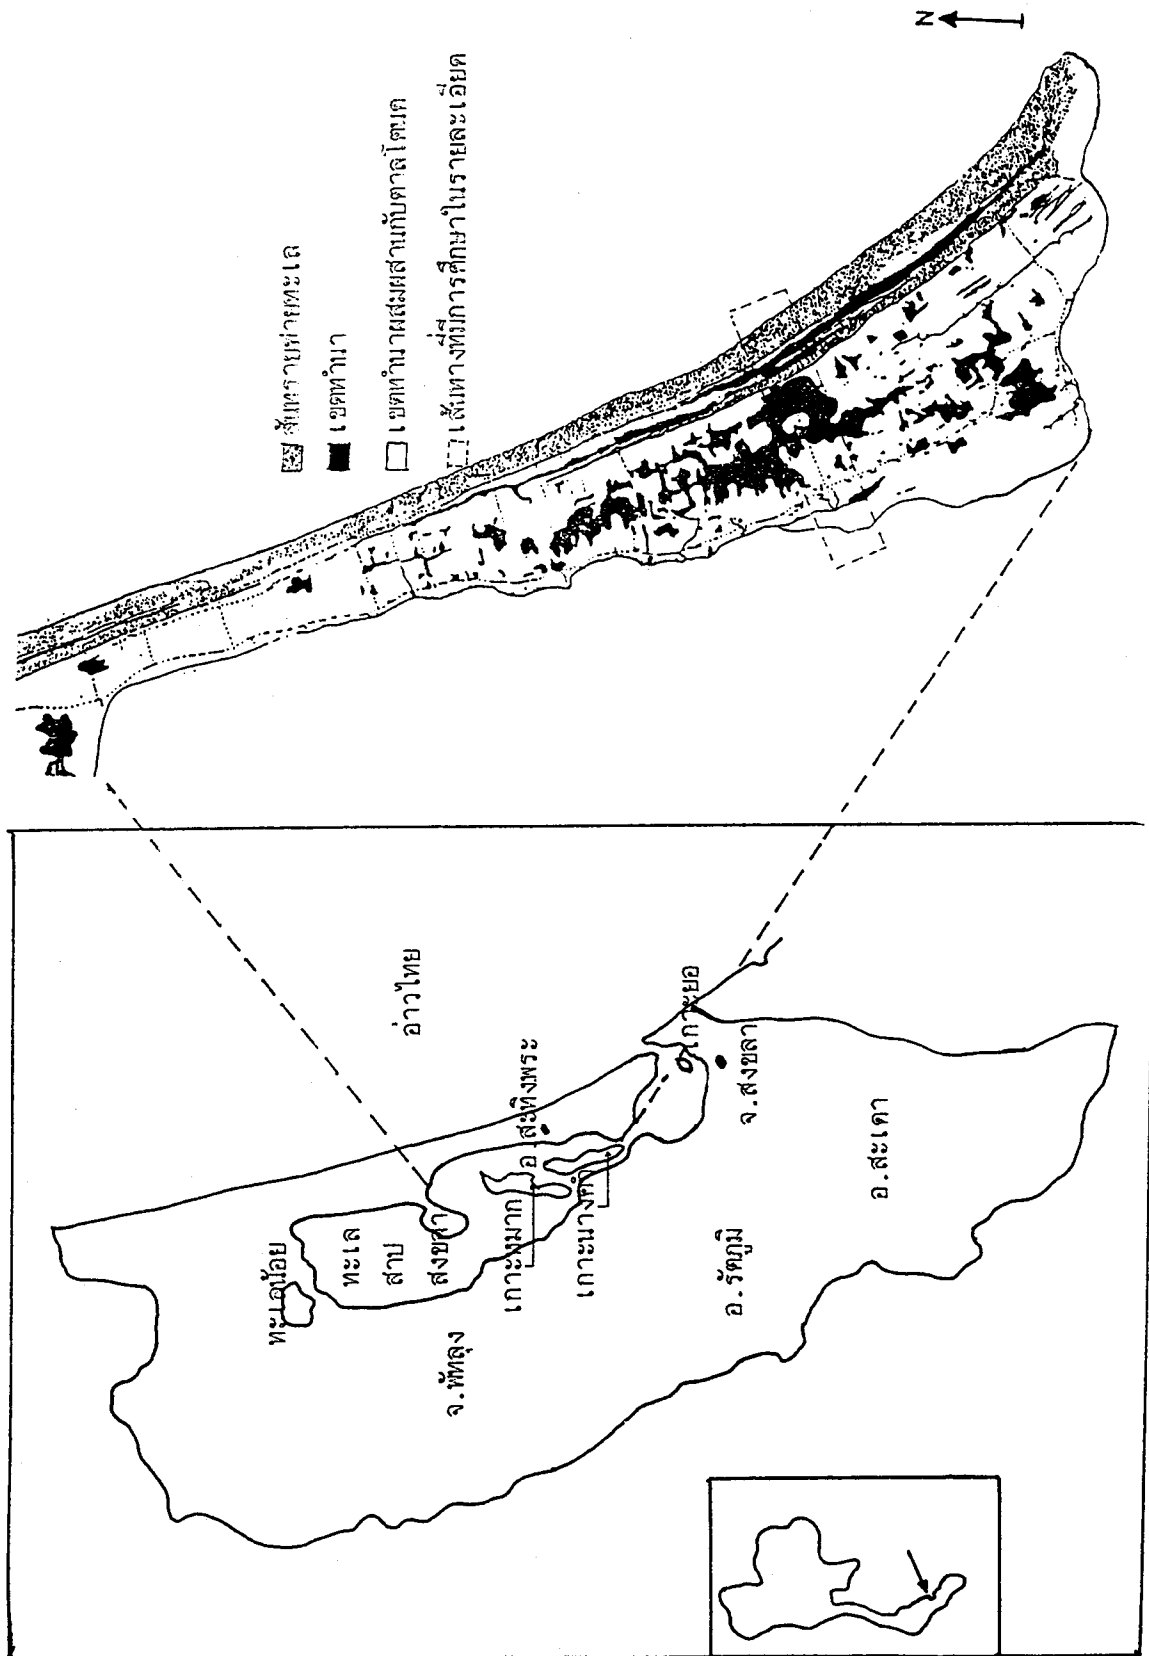 N
สันทรายชายทะเล
เขตทำนา
เขตทำนาผสมผสานกับตาลโตนด
เส้นทางที่มีการศึกษาในรายละเอียด
อ่าวไทย
ทะเลน้อย
ทะเล
สาป
สงขลา
อ.สะทิงพระ
เกาะหมาก
เกาะนางคำ
เกาะยอ
จ.สงขลา
จ.พัทลุง
อ.รัตภูมิ
อ.สะเดา